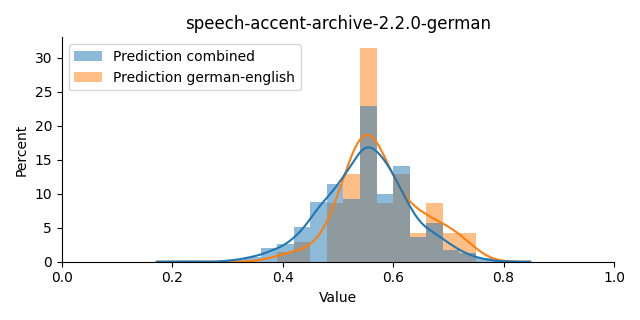 speech-accent-archive-2.2.0-german
Prediction combined
Prediction german-english
30
25
20
15
10
5
0
Percent
0.0 0.2 0.4 0.6 0.8 1.0
Value